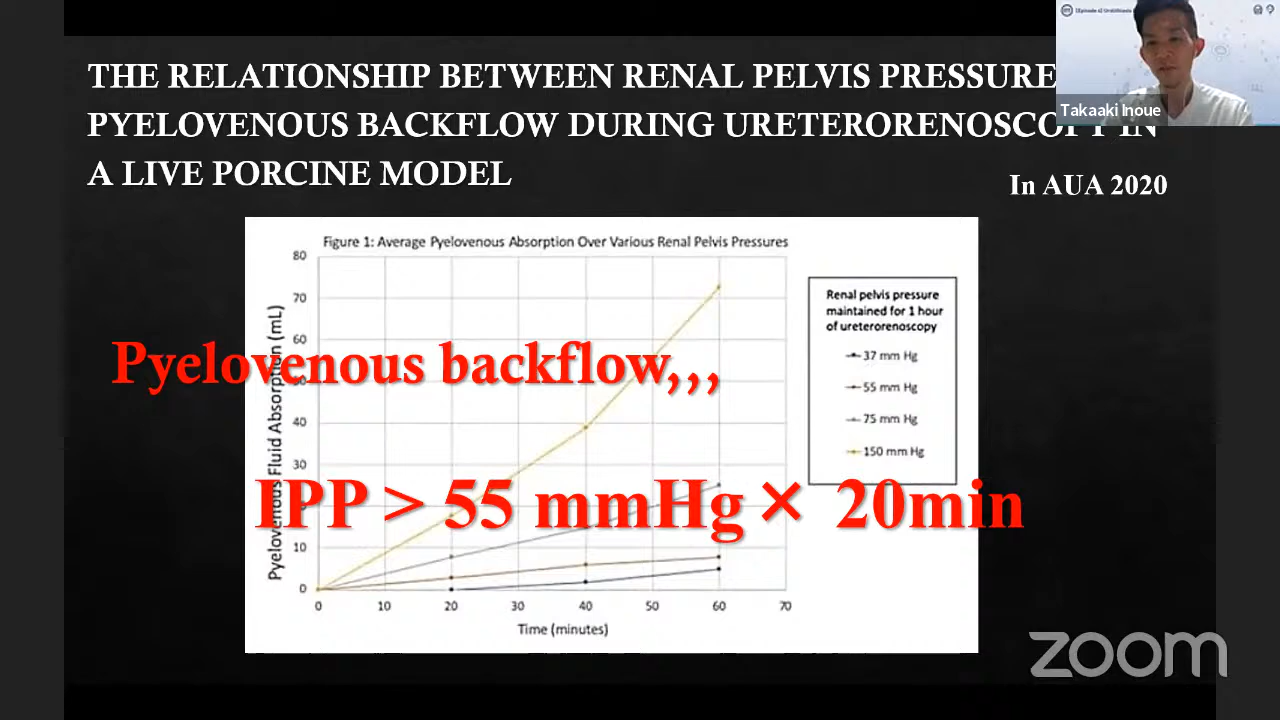 THE RELATIONSHIP BETWEEN RENAL PELVIS PRESSURE
PYELOVENOUS BACKFLOW DURING URETERORENOSCOPY IN
A LIVE PORCINE MODEL
In AUA 2020
Takaaki Inoue
Figure 1: Average Pyelovenous Absorption Over Various Renal Pelvis Pressures
Pyelovenous Fluid Absorption (mL)
80
70
60
50
40
30
10
0
0 10 20 30 40 50 60 70
Time (minutes)
Renal pelvis pressure
maintained for 1 hour
of ureterorenoscopy
37 mm Hg
55 mm Hg
75 mm Hg
150 mm Hg
Pyelovenous backflow,,,
IPP > 55 mmHg × 20min
zoom